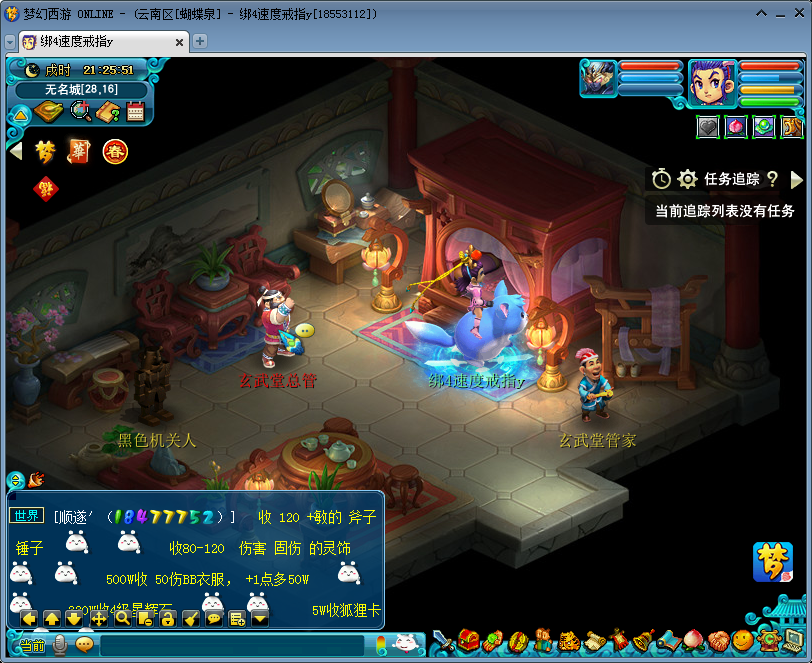 梦幻西游 ONLINE - (云南区[蝴蝶泉] - 绑4速度戒指y[18553112])
绑4速度戒指y
戌时 21:25:51
无名城[28,16]
梦 華 春
任务追踪 ?
当前追踪列表没有任务
玄武堂总管
绑4速度戒指y
黑色机关人
玄武堂管家
世界 [顺遂′(18477752)] 收 120 +敏的 斧子
锤子 收80-120 伤害 固伤 的灵饰
500W收 50伤BB衣服, +1点多50W
5W收狐狸卡
梦
当前